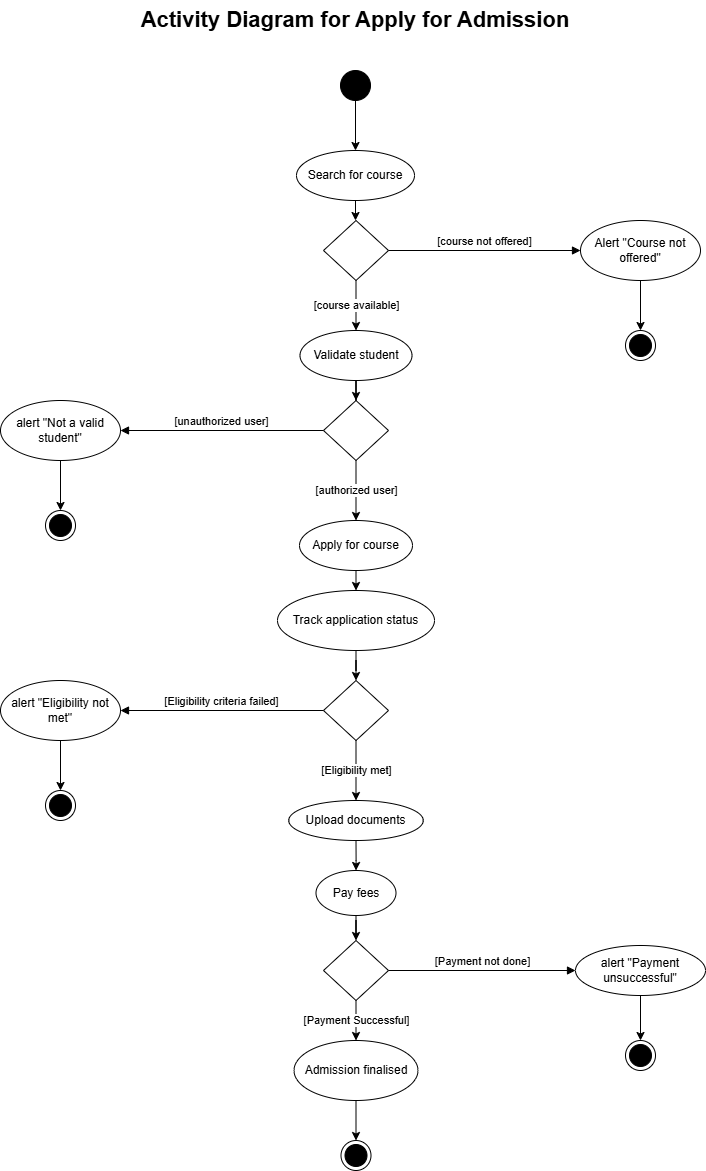 Activity Diagram for Apply for Admission
Search for course
[course not offered]
Alert "Course not
offered"
[course available]
Validate student
[unauthorized user]
alert "Not a valid
student"
[authorized user]
Apply for course
Track application status
[Eligibility criteria failed]
alert "Eligibility not
met"
[Eligibility met]
Upload documents
Pay fees
[Payment not done]
alert "Payment
unsuccessful"
[Payment Successful]
Admission finalised